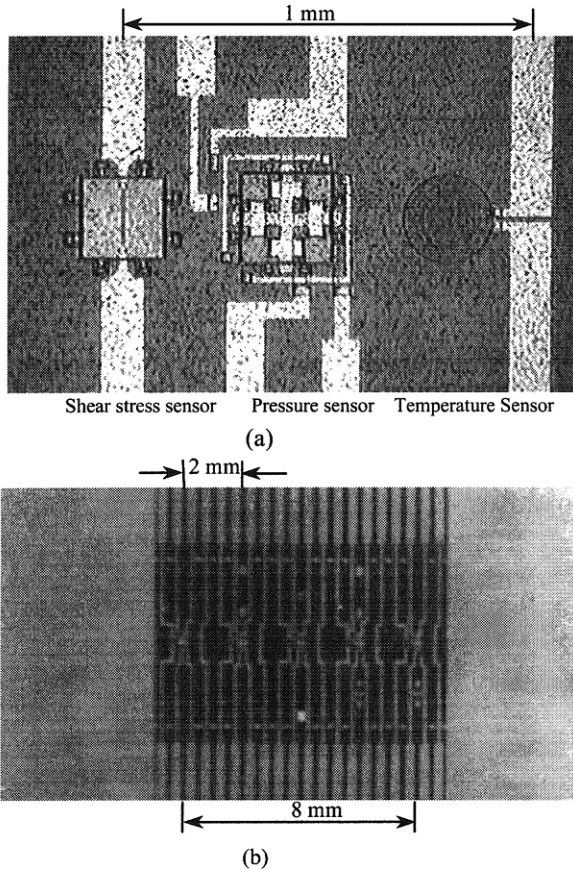 1 mm
Shear stress sensor Pressure sensor Temperature Sensor
(a)
2 mm
8 mm
(b)